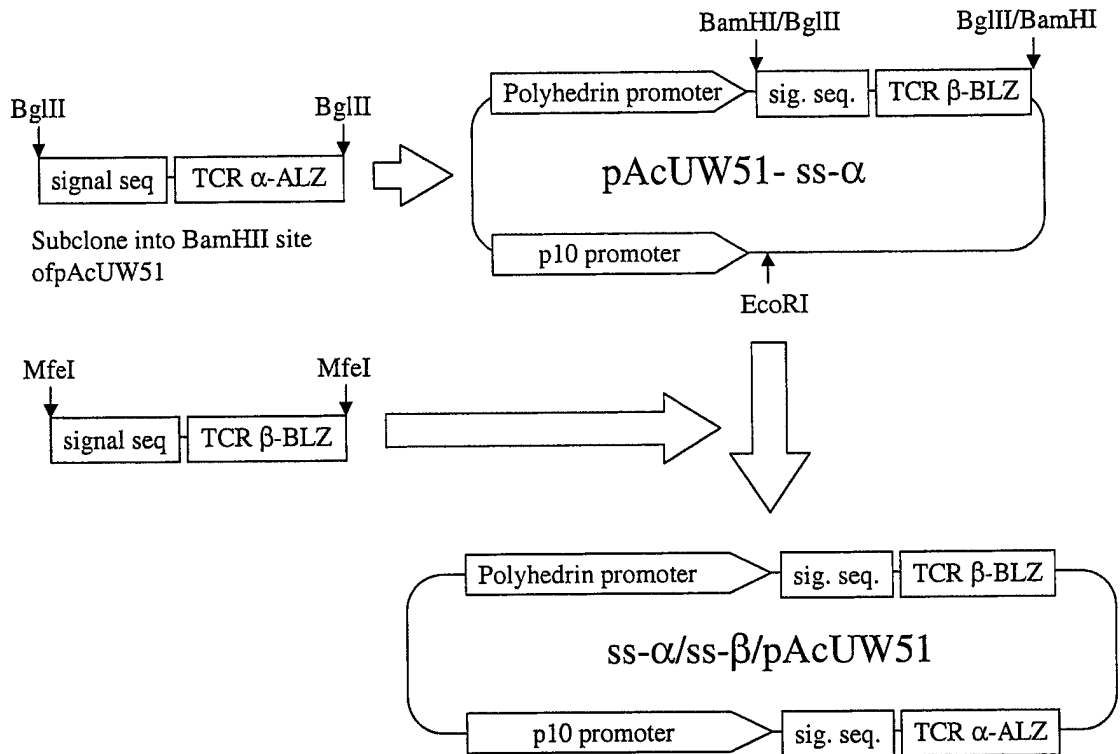 BamHI/BglII
BglII/BamHI
BglII
BglII
Polyhedrin promoter
sig. seq.
TCR β-BLZ
signal seq
TCR α-ALZ
pAcUW51- ss-α
Subclone into BamHII site
ofpAcUW51
p10 promoter
EcoRI
MfeI
MfeI
signal seq
TCR β-BLZ
Polyhedrin promoter
sig. seq.
TCR β-BLZ
ss-α/ss-β/pAcUW51
p10 promoter
sig. seq.
TCR α-ALZ